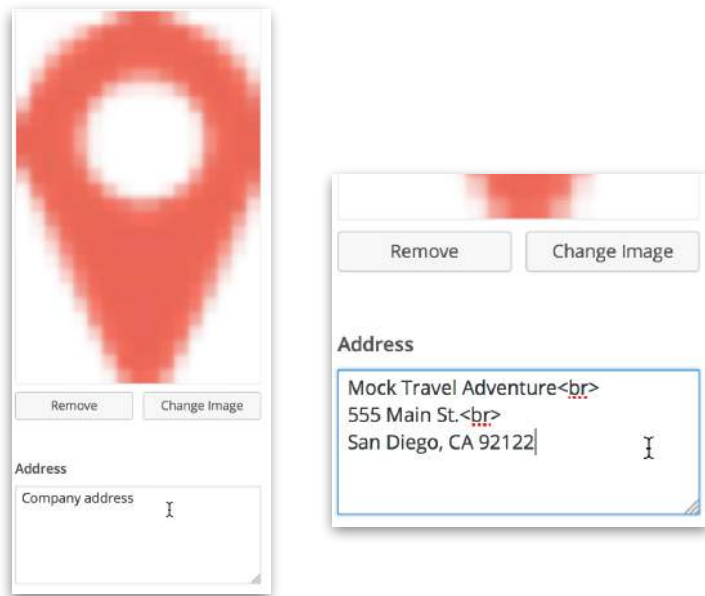 Remove
Change Image
Address
Company address
Remove
Change Image
Address
Mock Travel Adventure<br>
555 Main St.<br>
San Diego, CA 92122